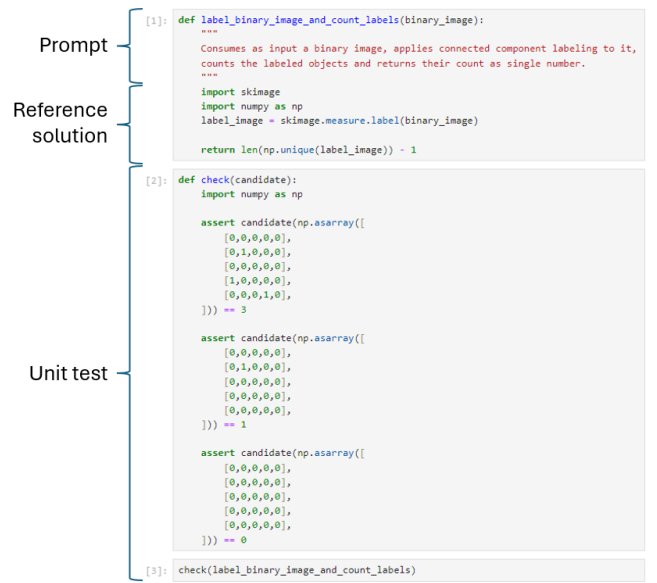 Prompt
Reference
solution
Unit test
[1]: def label_binary_image_and_count_labels(binary_image):
    """
    Consumes as input a binary image, applies connected component labeling to it,
    counts the labeled objects and returns their count as single number.
    """
    import skimage
    import numpy as np
    label_image = skimage.measure.label(binary_image)

    return len(np.unique(label_image)) - 1
[2]: def check(candidate):
    import numpy as np

    assert candidate(np.asarray([
        [0,0,0,0,0],
        [0,1,0,0,0],
        [0,0,0,0,0],
        [1,0,0,0,0],
        [0,0,0,1,0],
    ])) == 3

    assert candidate(np.asarray([
        [0,0,0,0,0],
        [0,1,0,0,0],
        [0,0,0,0,0],
        [0,0,0,0,0],
        [0,0,0,0,0],
    ])) == 1

    assert candidate(np.asarray([
        [0,0,0,0,0],
        [0,0,0,0,0],
        [0,0,0,0,0],
        [0,0,0,0,0],
        [0,0,0,0,0],
    ])) == 0
[3]: check(label_binary_image_and_count_labels)